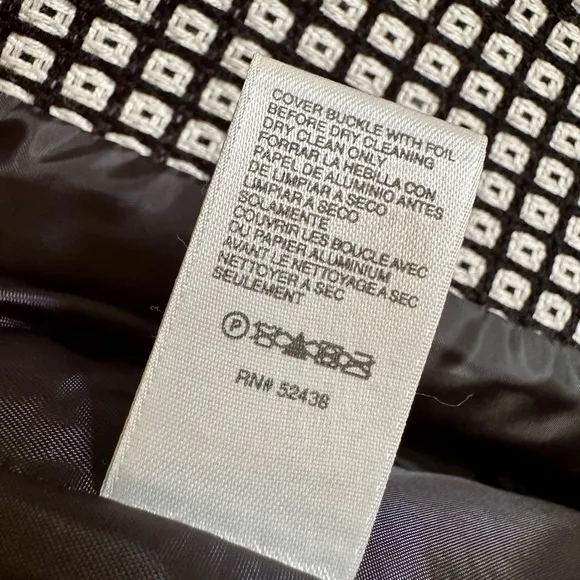 COVER BUCKLE WITH FOIL
BEFORE DRY CLEANING
DRY CLEAN ONLY
FORRAR LA HEBILLA CON
PAPEL DE ALUMINIO ANTES
DE LIMPIAR A SECO
LIMPIAR A SECO
SOLAMENTE
COUVRIR LES BOUCLE AVEC
DU PAPIER ALUMINIUM
AVANT LE NETTOYAGE A SEC
NETTOYER A SEC
SEULEMENT
P
RN# 52438